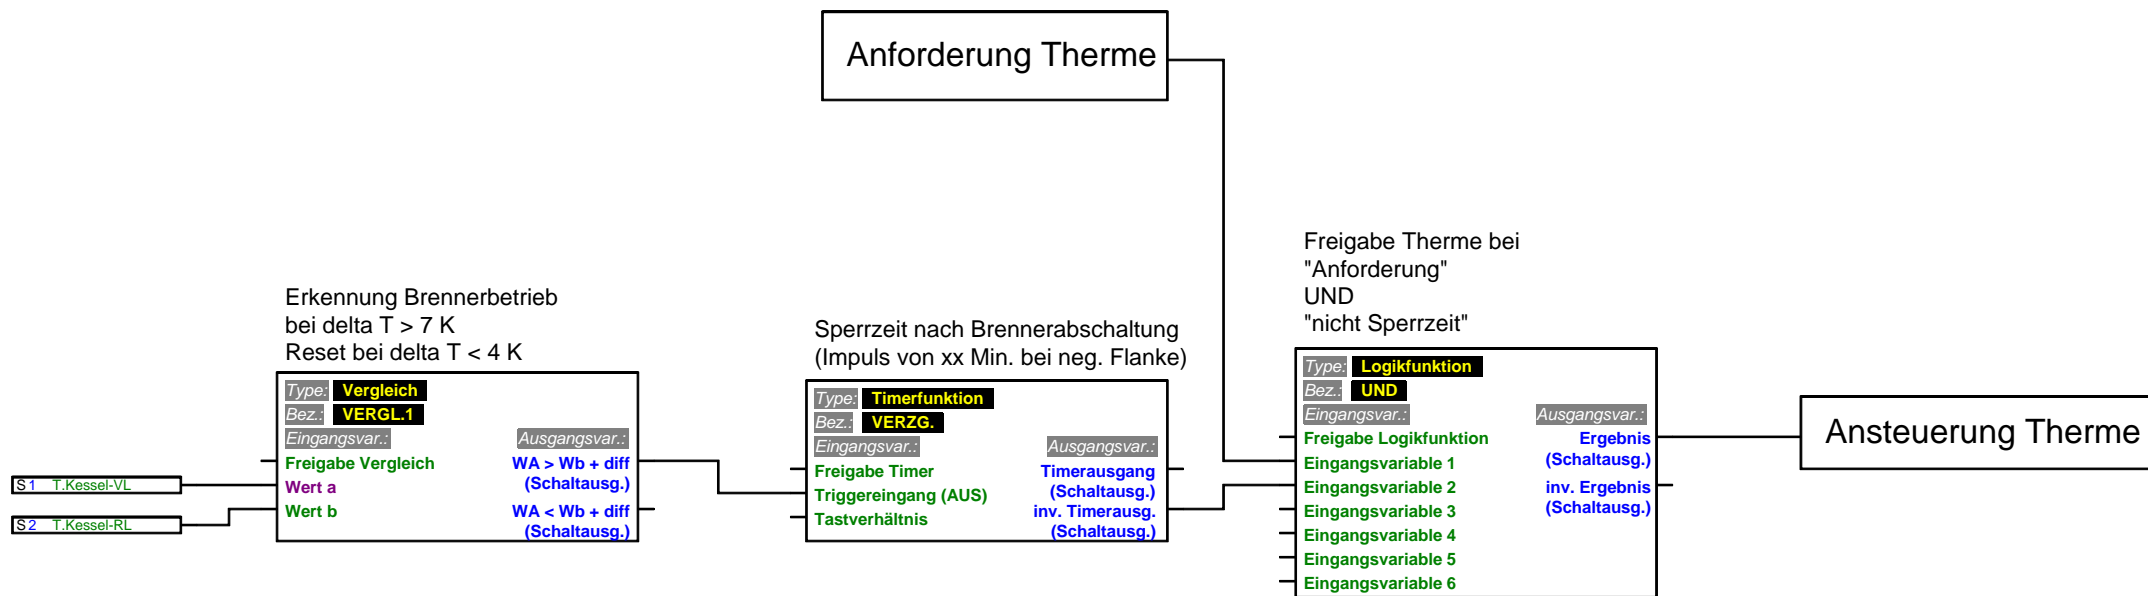 Anforderung Therme
Freigabe Therme bei
"Anforderung"
UND
"nicht Sperrzeit"
Erkennung Brennerbetrieb
bei delta T > 7 K
Reset bei delta T < 4 K
Sperrzeit nach Brennerabschaltung
(Impuls von xx Min. bei neg. Flanke)
S1 T.Kessel-VL
S2 T.Kessel-RL
Type: Vergleich
Bez.: VERGL.1
Eingangsvar.: Ausgangsvar.:
Freigabe Vergleich WA > Wb + diff
Wert a (Schaltausg.)
Wert b WA < Wb + diff
(Schaltausg.)
Type: Timerfunktion
Bez.: VERZG.
Eingangsvar.: Ausgangsvar.:
Freigabe Timer Timerausgang
(Schaltausg.)
Triggereingang (AUS)
Tastverhältnis inv. Timerausg.
(Schaltausg.)
Type: Logikfunktion
Bez.: UND
Eingangsvar.: Ausgangsvar.:
Freigabe Logikfunktion Ergebnis
Eingangsvariable 1 (Schaltausg.)
Eingangsvariable 2 inv. Ergebnis
Eingangsvariable 3 (Schaltausg.)
Eingangsvariable 4
Eingangsvariable 5
Eingangsvariable 6
Ansteuerung Therme